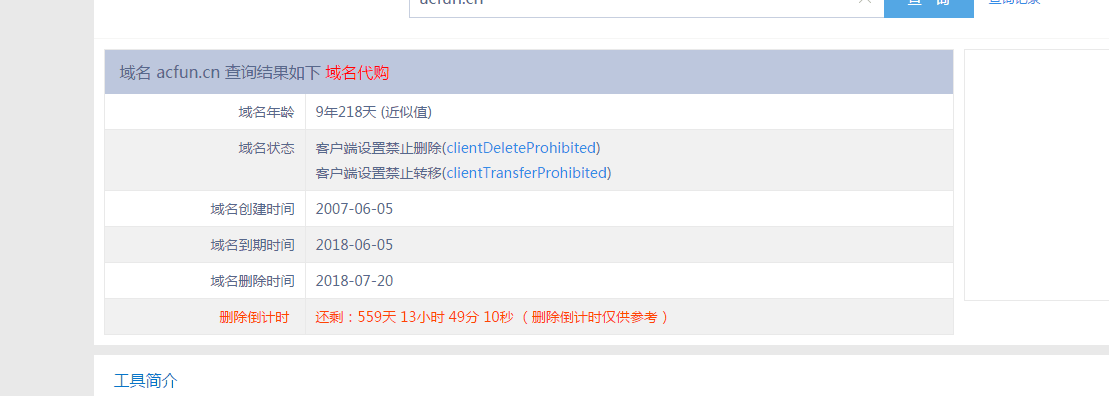 acfun.cn
查 询
查询记录
域名 acfun.cn 查询结果如下 域名代购
域名年龄 9年218天 (近似值)
域名状态 客户端设置禁止删除(clientDeleteProhibited)
客户端设置禁止转移(clientTransferProhibited)
域名创建时间 2007-06-05
域名到期时间 2018-06-05
域名删除时间 2018-07-20
删除倒计时 还剩：559天 13小时 49分 10秒 （ 删除倒计时仅供参考 ）
工具简介